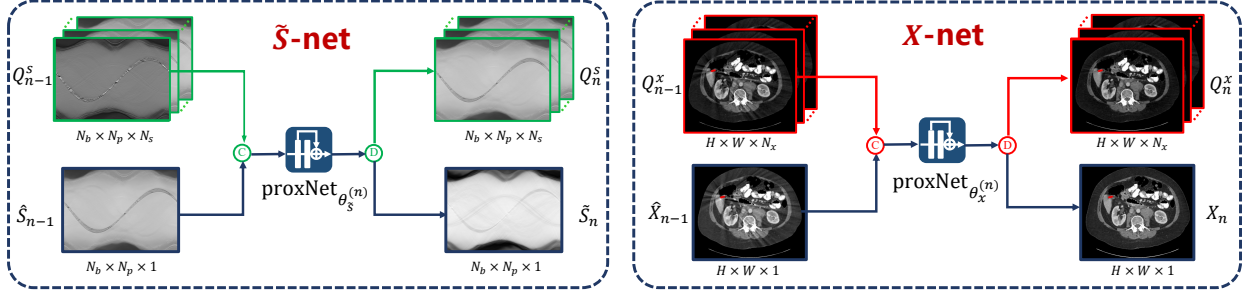 S̃-net
Q^s_{n-1}
N_b × N_p × N_s
Q^s_n
N_b × N_p × N_s
C
D
proxNet_{θ_{s̃}^{(n)}}
Ŝ_{n-1}
N_b × N_p × 1
S̃_n
N_b × N_p × 1
X-net
Q^x_{n-1}
H × W × N_x
Q^x_n
H × W × N_x
C
D
proxNet_{θ_x^{(n)}}
X̂_{n-1}
H × W × 1
X_n
H × W × 1